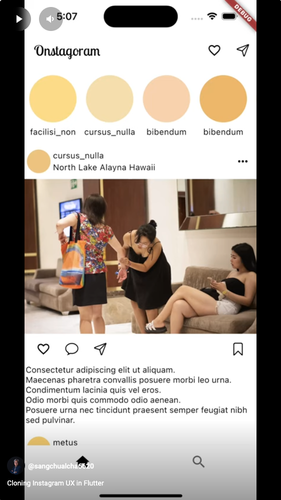 5:07
DEBUG
Onstagoram
facilisi_non
cursus_nulla
bibendum
bibendum
cursus_nulla
North Lake Alayna Hawaii
Consectetur adipiscing elit ut aliquam.
Maecenas pharetra convallis posuere morbi leo urna.
Condimentum lacinia quis vel eros.
Odio morbi quis commodo odio aenean.
Posuere urna nec tincidunt praesent semper feugiat nibh
sed pulvinar.
metus
Cloning Instagram UX in Flutter